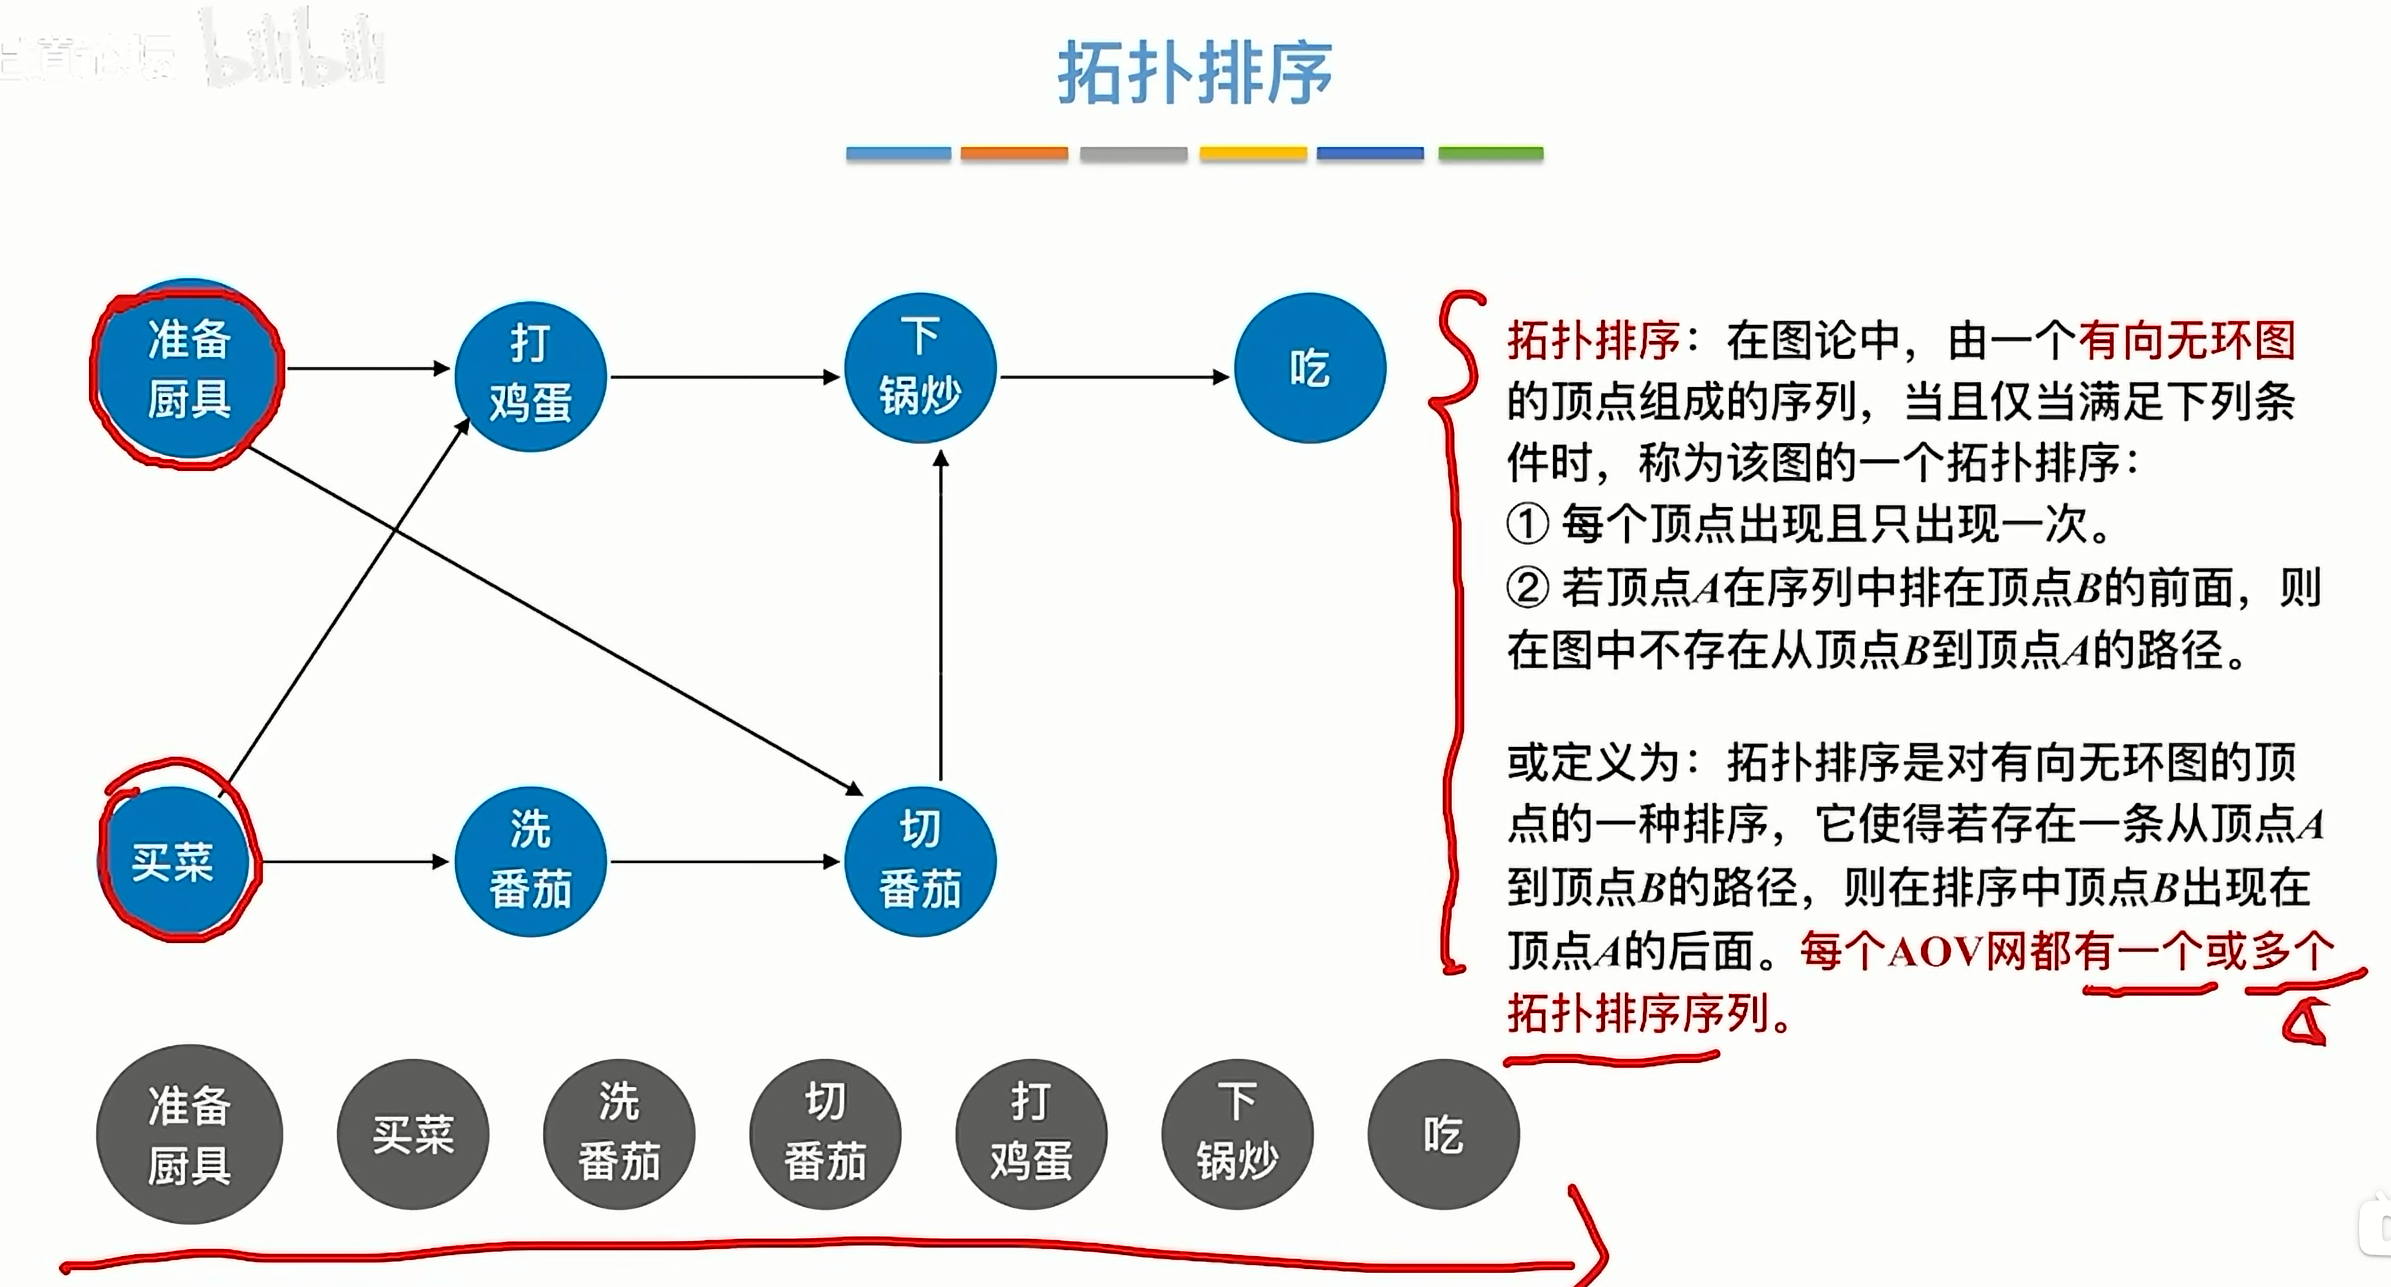 bilibili
拓扑排序
准备
厨具
打
鸡蛋
下
锅炒
吃
买菜
洗
番茄
切
番茄
拓扑排序：在图论中，由一个有向无环图
的顶点组成的序列，当且仅当满足下列条
件时，称为该图的一个拓扑排序：
① 每个顶点出现且只出现一次。
② 若顶点A在序列中排在顶点B的前面，则
在图中不存在从顶点B到顶点A的路径。
或定义为：拓扑排序是对有向无环图的顶
点的一种排序，它使得若存在一条从顶点A
到顶点B的路径，则在排序中顶点B出现在
顶点A的后面。每个AOV网都有一个或多个
拓扑排序序列。
准备
厨具
买菜
洗
番茄
切
番茄
打
鸡蛋
下
锅炒
吃